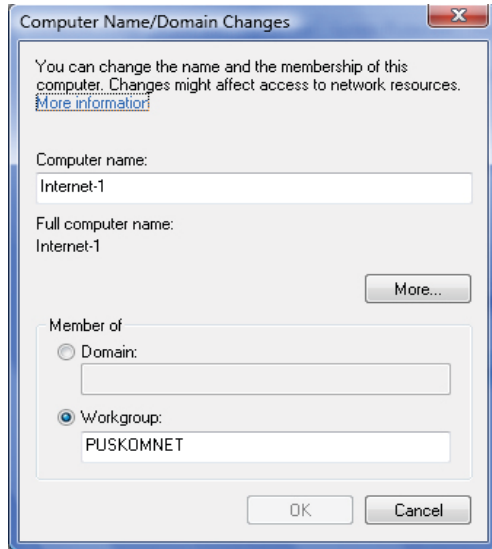 Computer Name/Domain Changes
You can change the name and the membership of this
computer. Changes might affect access to network resources.
More information
Computer name:
Internet-1
Full computer name:
Internet-1
More...
Member of
Domain:
Workgroup:
PUSKOMNET
OK
Cancel